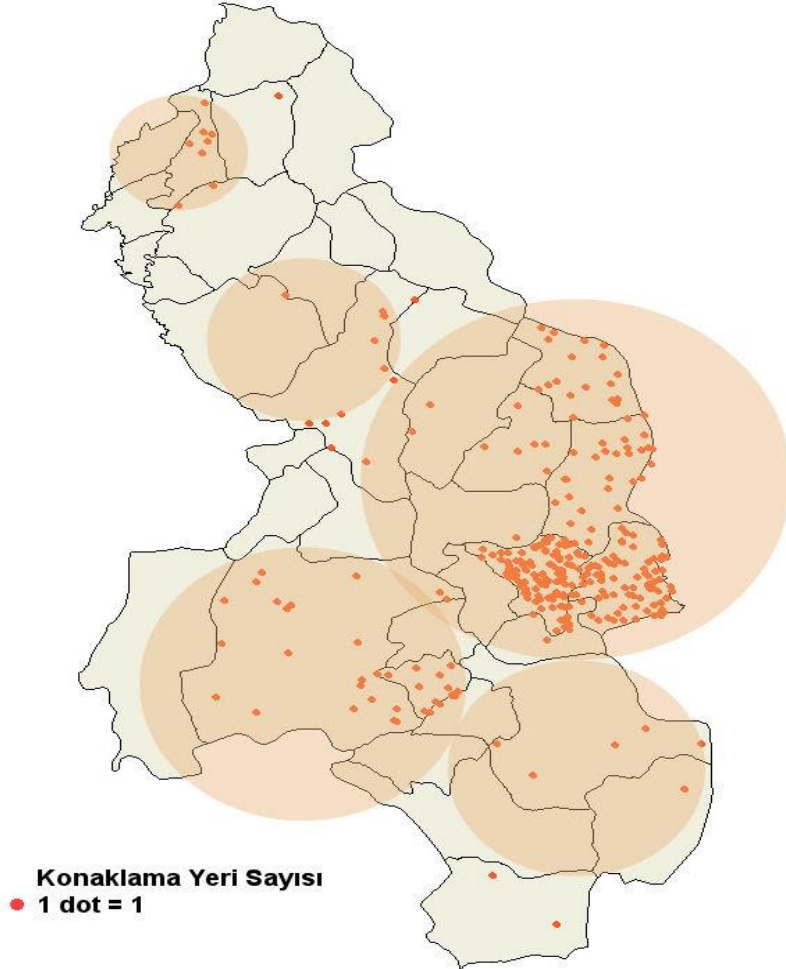 Konaklama Yeri Sayısı
1 dot = 1